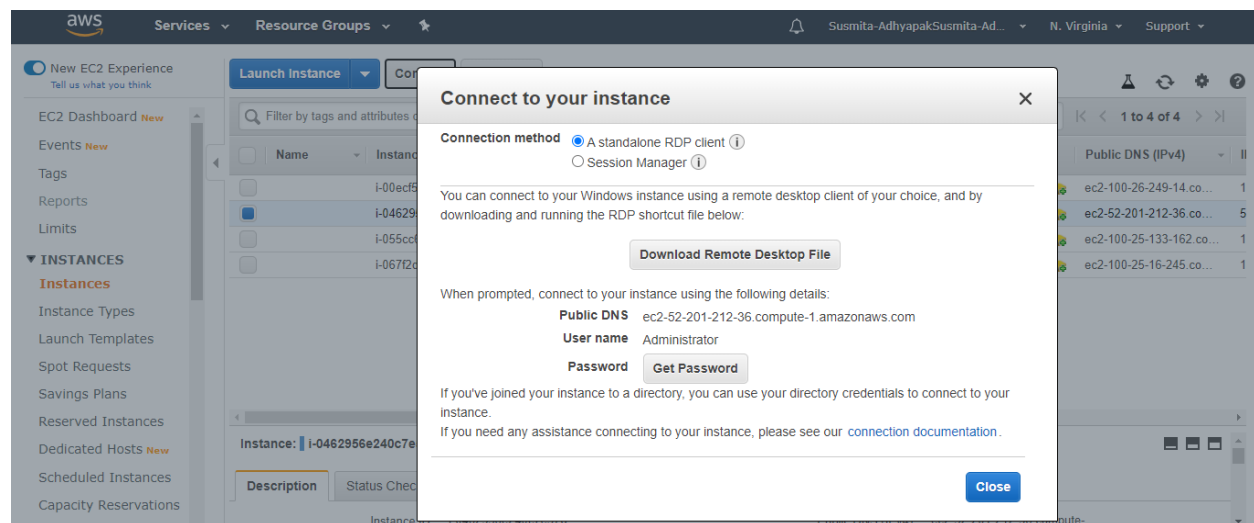 aws Services Resource Groups Susmita-AdhyapakSusmita-Ad... N. Virginia Support
New EC2 Experience
Tell us what you think
EC2 Dashboard New
Events New
Tags
Reports
Limits
INSTANCES
Instances
Instance Types
Launch Templates
Spot Requests
Savings Plans
Reserved Instances
Dedicated Hosts New
Scheduled Instances
Capacity Reservations
Launch Instance
Filter by tags and attributes
1 to 4 of 4
Name Public DNS (IPv4)
i-00ecf5 ec2-100-26-249-14.co... 1
i-04629 ec2-52-201-212-36.co... 5
i-055cc ec2-100-25-133-162.co... 1
i-067f2 ec2-100-25-16-245.co... 1
Instance: i-0462956e240c7e
Description Status Chec
Connect to your instance
Connection method A standalone RDP client i
Session Manager i
You can connect to your Windows instance using a remote desktop client of your choice, and by
downloading and running the RDP shortcut file below:
Download Remote Desktop File
When prompted, connect to your instance using the following details:
Public DNS ec2-52-201-212-36.compute-1.amazonaws.com
User name Administrator
Password Get Password
If you've joined your instance to a directory, you can use your directory credentials to connect to your
instance.
If you need any assistance connecting to your instance, please see our connection documentation.
Close